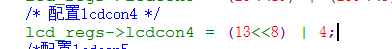 /* 配置lcdcon4 */
lcd_regs->lcdcon4 = (13<<8) | 4;